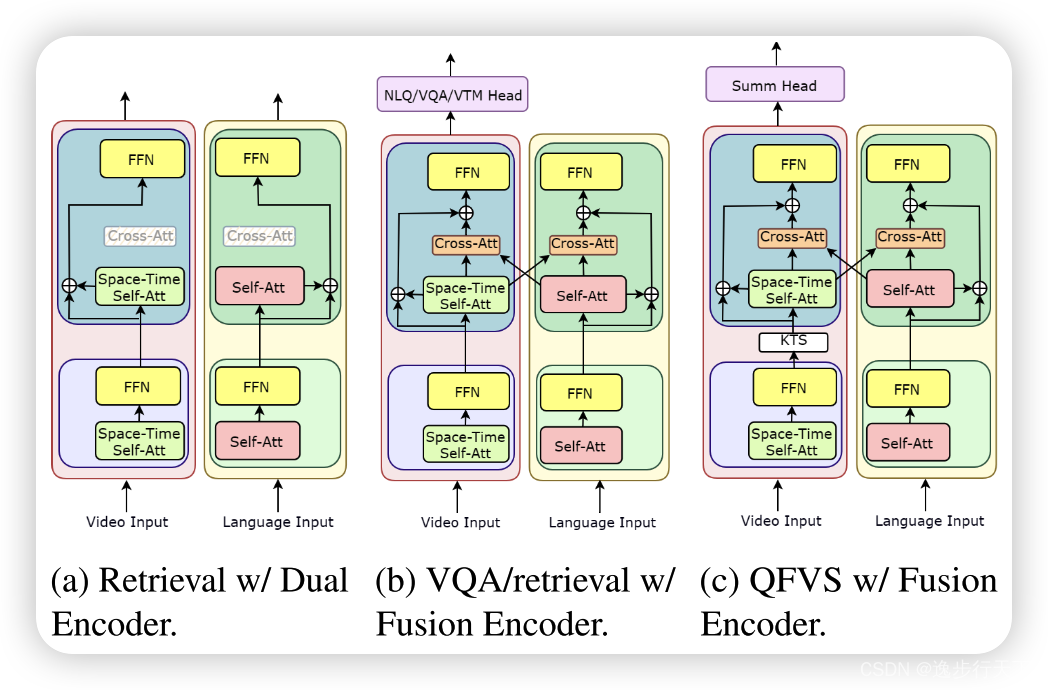 FFN
Cross-Att
Space-Time
Self-Att
FFN
Space-Time
Self-Att
Video Input
FFN
Cross-Att
Self-Att
FFN
Self-Att
Language Input
(a) Retrieval w/ Dual
Encoder.
NLQ/VQA/VTM Head
FFN
Cross-Att
Space-Time
Self-Att
FFN
Space-Time
Self-Att
Video Input
FFN
Cross-Att
Self-Att
FFN
Self-Att
Language Input
(b) VQA/retrieval w/
Fusion Encoder.
Summ Head
FFN
Cross-Att
Space-Time
Self-Att
KTS
FFN
Space-Time
Self-Att
Video Input
FFN
Cross-Att
Self-Att
FFN
Self-Att
Language Input
(c) QFVS w/ Fusion
Encoder.
CSDN